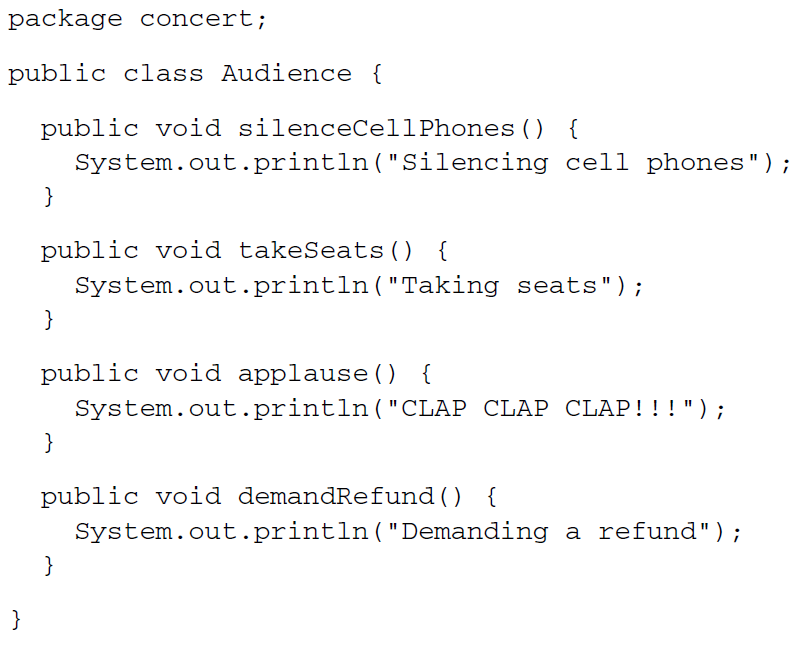 package concert;
public class Audience {
  public void silenceCellPhones() {
    System.out.println("Silencing cell phones");
  }
  public void takeSeats() {
    System.out.println("Taking seats");
  }
  public void applause() {
    System.out.println("CLAP CLAP CLAP!!!");
  }
  public void demandRefund() {
    System.out.println("Demanding a refund");
  }
}